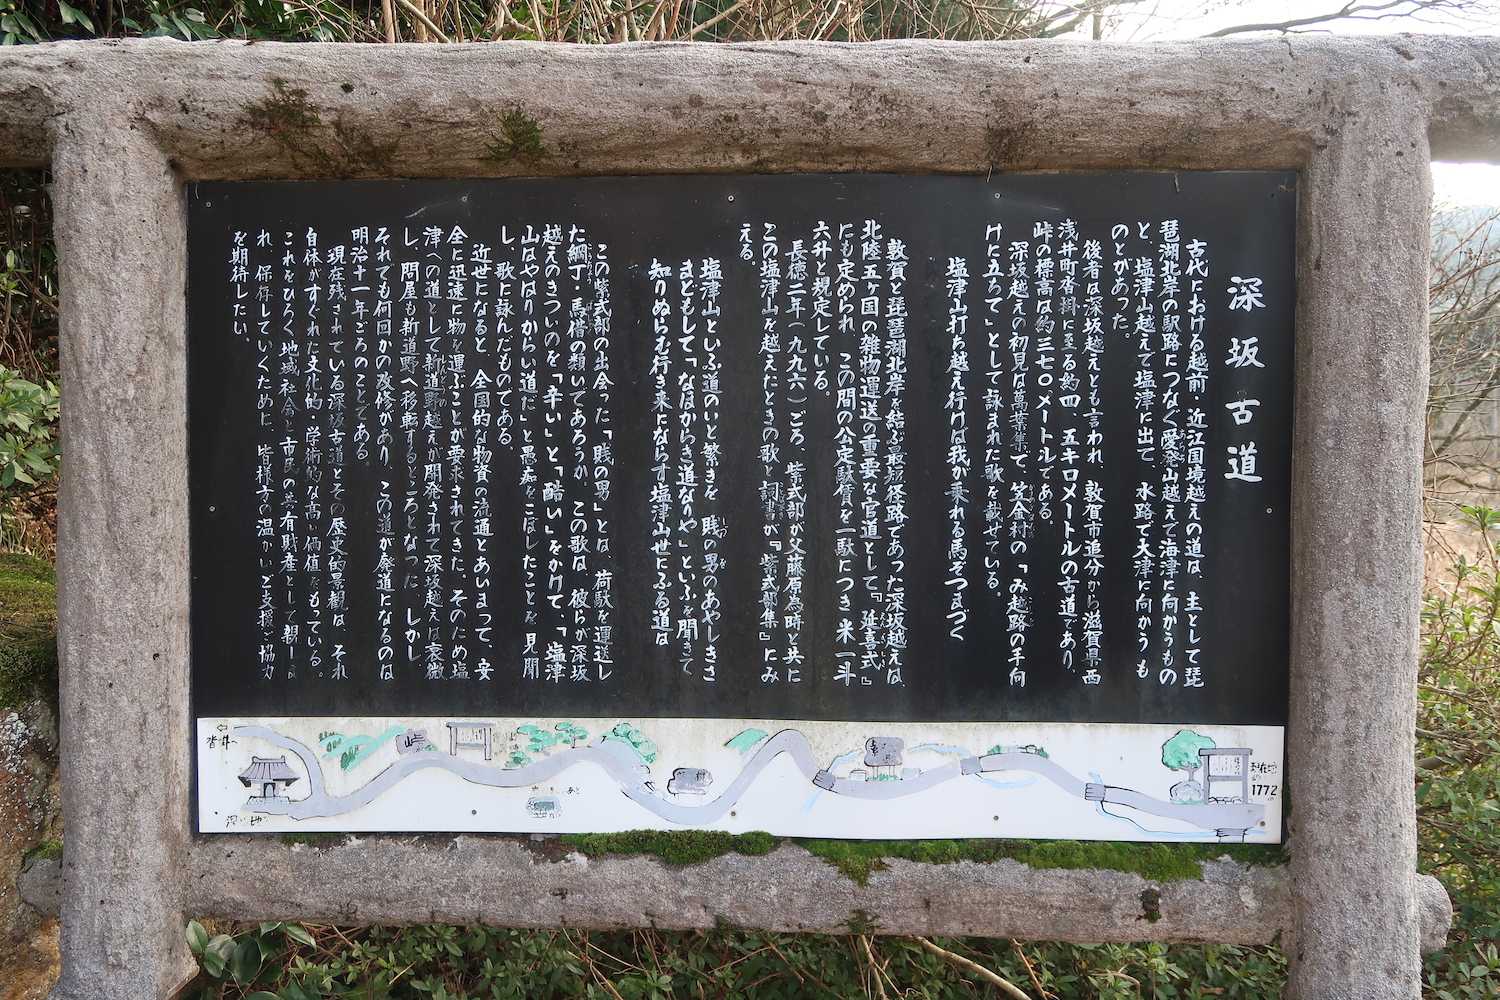 深坂古道
古代における越前・近江国境越えの道は、主として琵
琶湖北岸の駅路につなぐ愛發山越えで海津に向かうもの
と、塩津山越えで塩津に出て、水路で大津に向かうも
のとがあった。
後者は深坂越えとも言われ、敦賀市追分から滋賀県西
浅井町沓掛に至る約四、五キロメートルの古道であり、
峠の標高は約三七〇メートルである。
深坂越えの初見は萬葉集で、笠金村の「み越路の手向
けに立ちて」として詠まれた歌を載せている。
塩津山打ち越え行けば我が乗れる馬ぞつまづく
敦賀と琵琶湖北岸を結ぶ最短径路であった深坂越えは、
北陸五ヶ国の雑物運送の重要な官道として『延喜式』
にも定められ、この間の公定駄賃を一駄につき米一斗
六升と規定している。
長徳二年(九九六)ごろ、紫式部が父藤原為時と共に
この塩津山を越えたときの歌と詞書が『紫式部集』にみ
える。
塩津山といふ道のいと繁きを 賎の男のあやしきさ
まどもして「なほからき道なりや」といふを聞きて
知りぬらむ行き来にならす塩津山世にふる道は
この紫式部の出会った「賎の男」とは、荷駄を運送し
た綱丁・馬借の類いであろうか、この歌は、彼らが深坂
越えのきついのを「辛い」と「酷い」をかけて、「塩津
山はやはりからい道だ」と愚痴をこぼしたことを見聞
し、歌に詠んだものである。
近世になると、全国的な物資の流通とあいまって、安
全に迅速に物を運ぶことが要求されてきた。そのため塩
津への道として新道野越えが開発されて深坂越えは衰微
し、問屋も新道野へ移転するところとなった。しかし
それでも何回かの改修があり、この道が廃道になるのは
明治十一年ごろのことである。
現在残されている深坂古道とその歴史的景観は、それ
自体がすぐれた文化的、学術的な高い価値をもっている。
これをひろく地域社会と市民の共有財産として親し
れ、保存していくために、皆様方の温かいご支援ご協力
を期待したい。
峠
現在地
1772